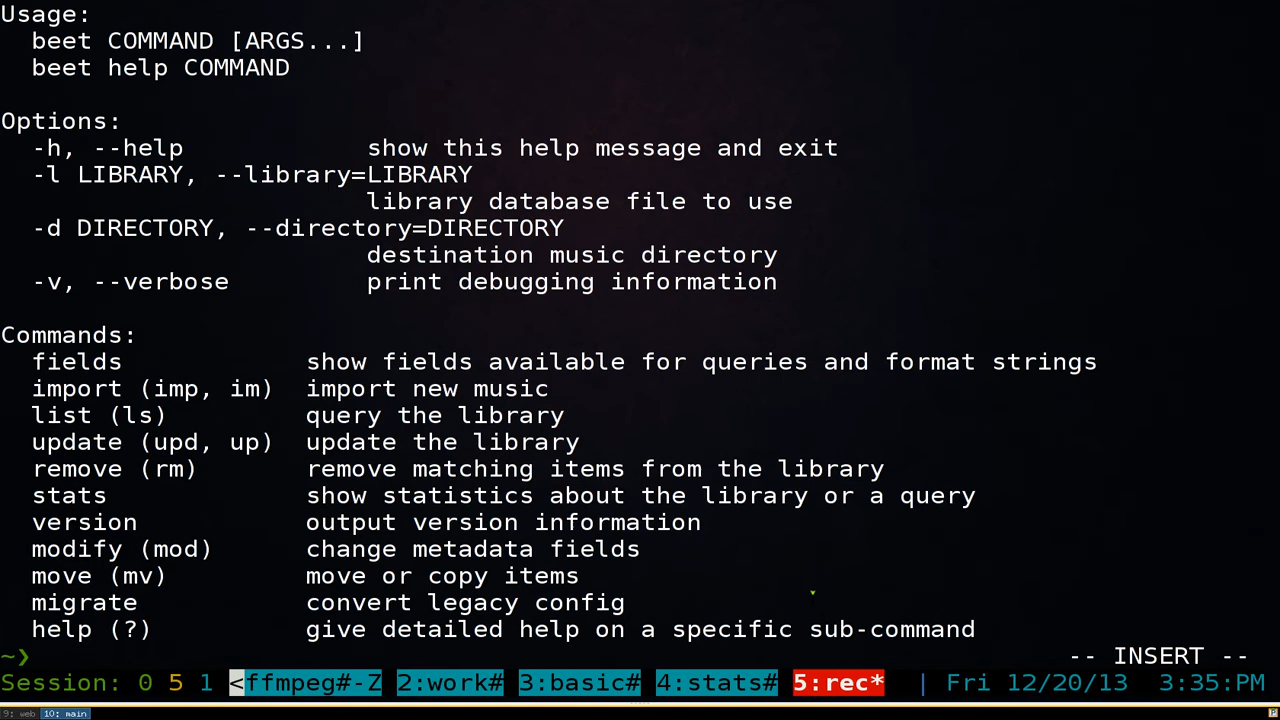 Usage:
  beet COMMAND [ARGS...]
  beet help COMMAND

Options:
  -h, --help            show this help message and exit
  -l LIBRARY, --library=LIBRARY
                        library database file to use
  -d DIRECTORY, --directory=DIRECTORY
                        destination music directory
  -v, --verbose         print debugging information

Commands:
  fields            show fields available for queries and format strings
  import (imp, im)  import new music
  list (ls)         query the library
  update (upd, up)  update the library
  remove (rm)       remove matching items from the library
  stats             show statistics about the library or a query
  version           output version information
  modify (mod)      change metadata fields
  move (mv)         move or copy items
  migrate           convert legacy config
  help (?)          give detailed help on a specific sub-command
~❯ -- INSERT --
Session: 0 5 1 <ffmpeg#-Z 2:work# 3:basic# 4:stats# 5:rec* | Fri 12/20/13 3:35:PM
9: web 10: main